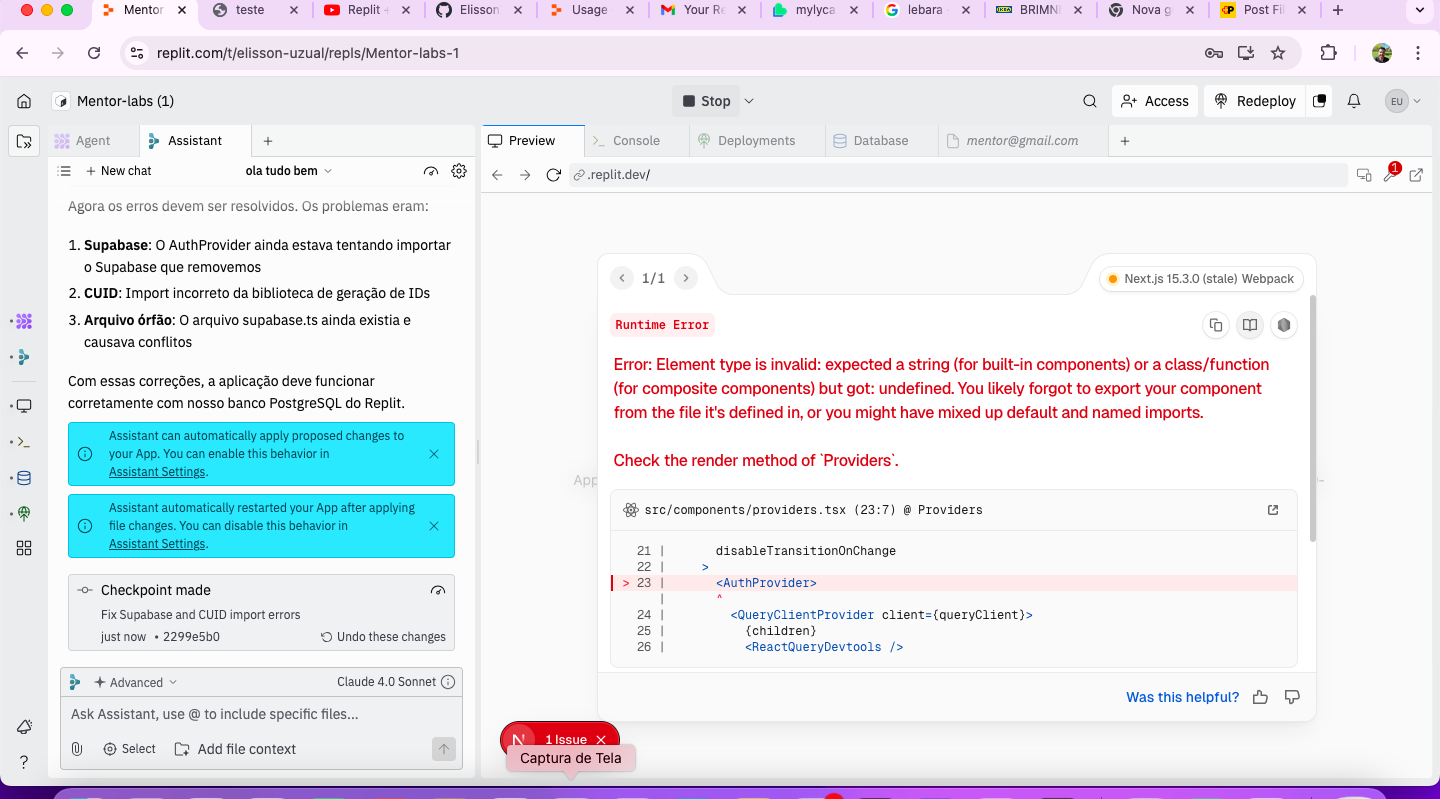 Mentor
teste
Replit
Elisson
Usage
Your Re
mylyca
lebara -
IKEA
BRIMN
Nova g
CP
Post Fi
replit.com/t/elisson-uzual/repls/Mentor-labs-1
Mentor-labs (1)
Stop
Access
Redeploy
EU
Agent
Assistant
Preview
Console
Deployments
Database
mentor@gmail.com
New chat
ola tudo bem
.replit.dev/
1
Agora os erros devem ser resolvidos. Os problemas eram:
1. Supabase: O AuthProvider ainda estava tentando importar
o Supabase que removemos
2. CUID: Import incorreto da biblioteca de geração de IDs
3. Arquivo órfão: O arquivo supabase.ts ainda existia e
causava conflitos
Com essas correções, a aplicação deve funcionar
corretamente com nosso banco PostgreSQL do Replit.
Assistant can automatically apply proposed changes to
your App. You can enable this behavior in
Assistant Settings.
Assistant automatically restarted your App after applying
file changes. You can disable this behavior in
Assistant Settings.
Checkpoint made
Fix Supabase and CUID import errors
just now • 2299e5b0
Undo these changes
Advanced
Claude 4.0 Sonnet
Ask Assistant, use @ to include specific files...
Select
Add file context
?
1/1
Next.js 15.3.0 (stale) Webpack
Runtime Error
Error: Element type is invalid: expected a string (for built-in components) or a class/function
(for composite components) but got: undefined. You likely forgot to export your component
from the file it's defined in, or you might have mixed up default and named imports.
Check the render method of `Providers`.
App
src/components/providers.tsx (23:7) @ Providers
21 | disableTransitionOnChange
22 | >
> 23 | <AuthProvider>
| ^
24 | <QueryClientProvider client={queryClient}>
25 | {children}
26 | <ReactQueryDevtools />
Was this helpful?
N 1 Issue
Captura de Tela